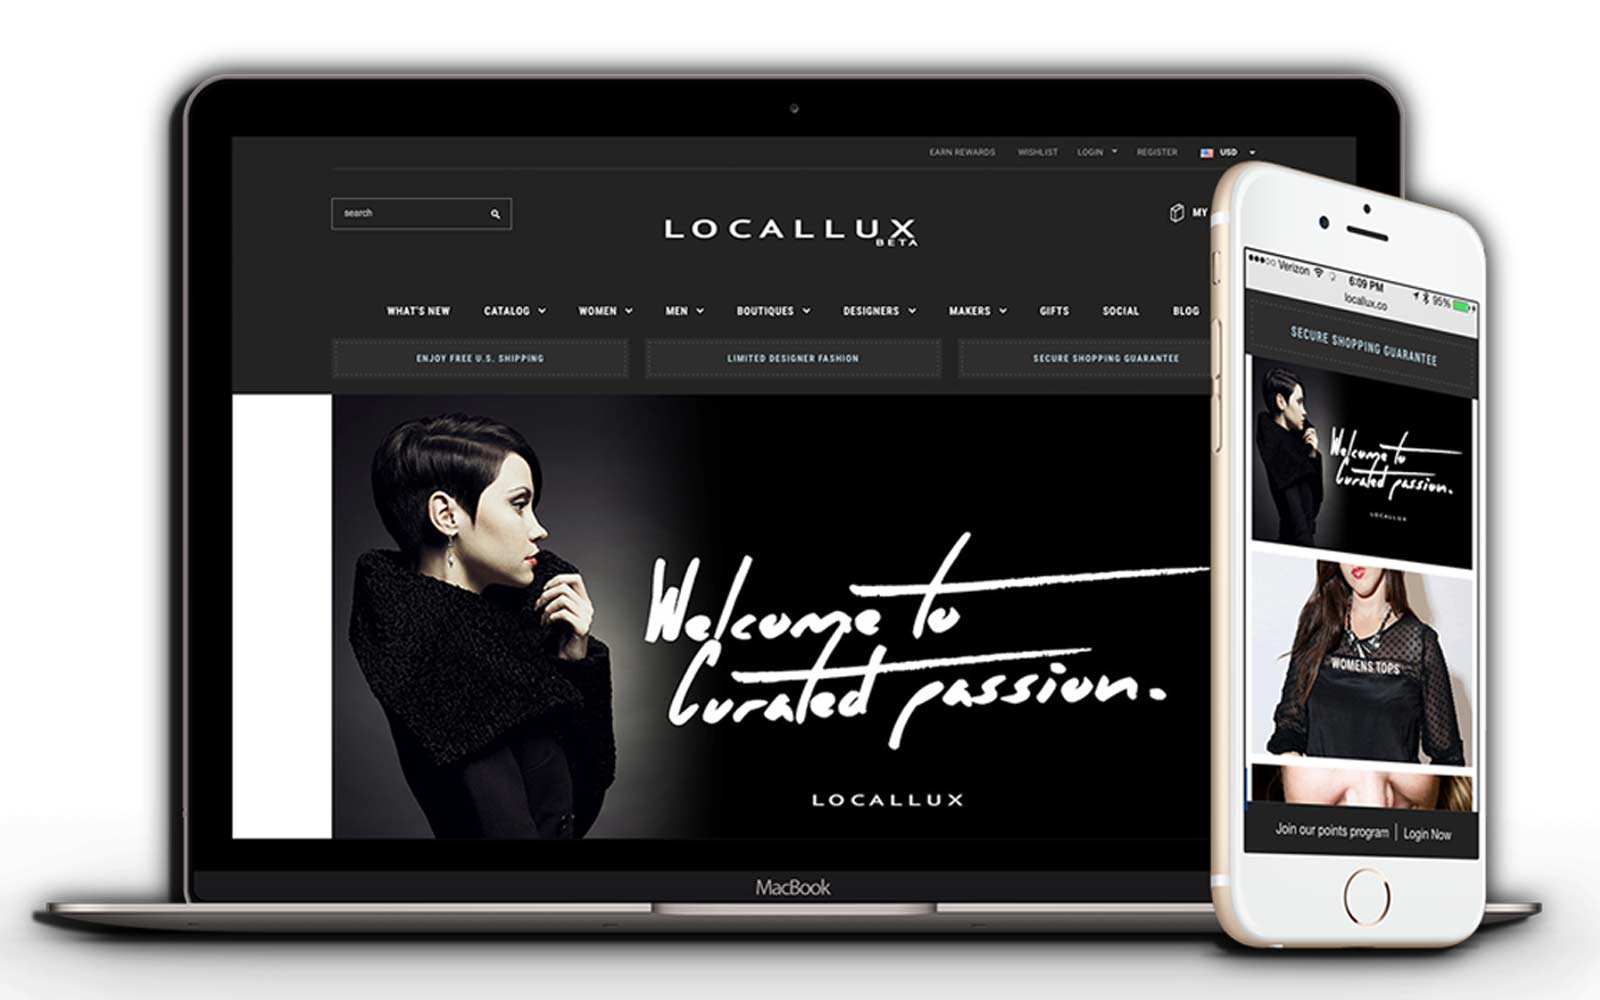 EARN REWARDS WISHLIST LOGIN REGISTER USD
search
LOCALLUX
BETA
MY
WHAT'S NEW CATALOG WOMEN MEN BOUTIQUES DESIGNERS MAKERS GIFTS SOCIAL BLOG
ENJOY FREE U.S. SHIPPING LIMITED DESIGNER FASHION SECURE SHOPPING GUARANTEE
Welcome to
Curated passion.
LOCALLUX
MacBook
Verizon 6:09 PM 95%
locallux.co
SECURE SHOPPING GUARANTEE
Welcome to
Curated passion.
LOCALLUX
WOMENS TOPS
Join our points program | Login Now